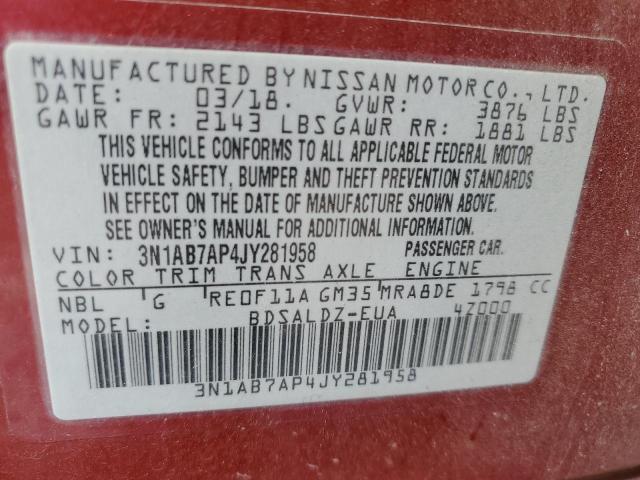 MANUFACTURED BY NISSAN MOTOR CO., LTD.
DATE: 03/18. GVWR: 3876 LBS
GAWR FR: 2143 LBS GAWR RR: 1881 LBS
THIS VEHICLE CONFORMS TO ALL APPLICABLE FEDERAL MOTOR
VEHICLE SAFETY, BUMPER AND THEFT PREVENTION STANDARDS
IN EFFECT ON THE DATE OF MANUFACTURE SHOWN ABOVE.
SEE OWNER'S MANUAL FOR ADDITIONAL INFORMATION.
VIN: 3N1AB7AP4JY281958 PASSENGER CAR.
COLOR TRIM TRANS AXLE ENGINE
NBL G RE0F11A GM35 MRA8DE 1798 CC
MODEL: BDSALDZ-EUA 4Z000
3N1AB7AP4JY281958